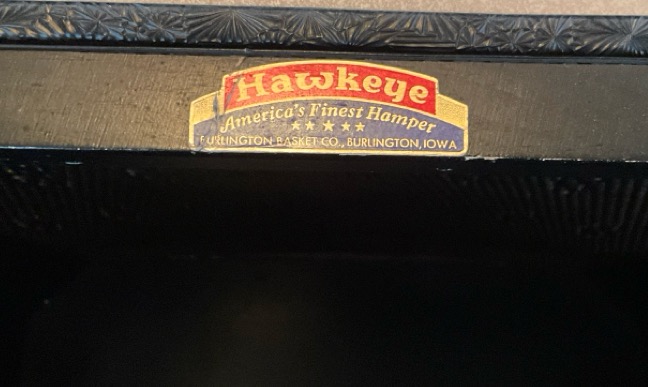 Hawkeye
America's Finest Hamper
BURLINGTON BASKET CO., BURLINGTON, IOWA